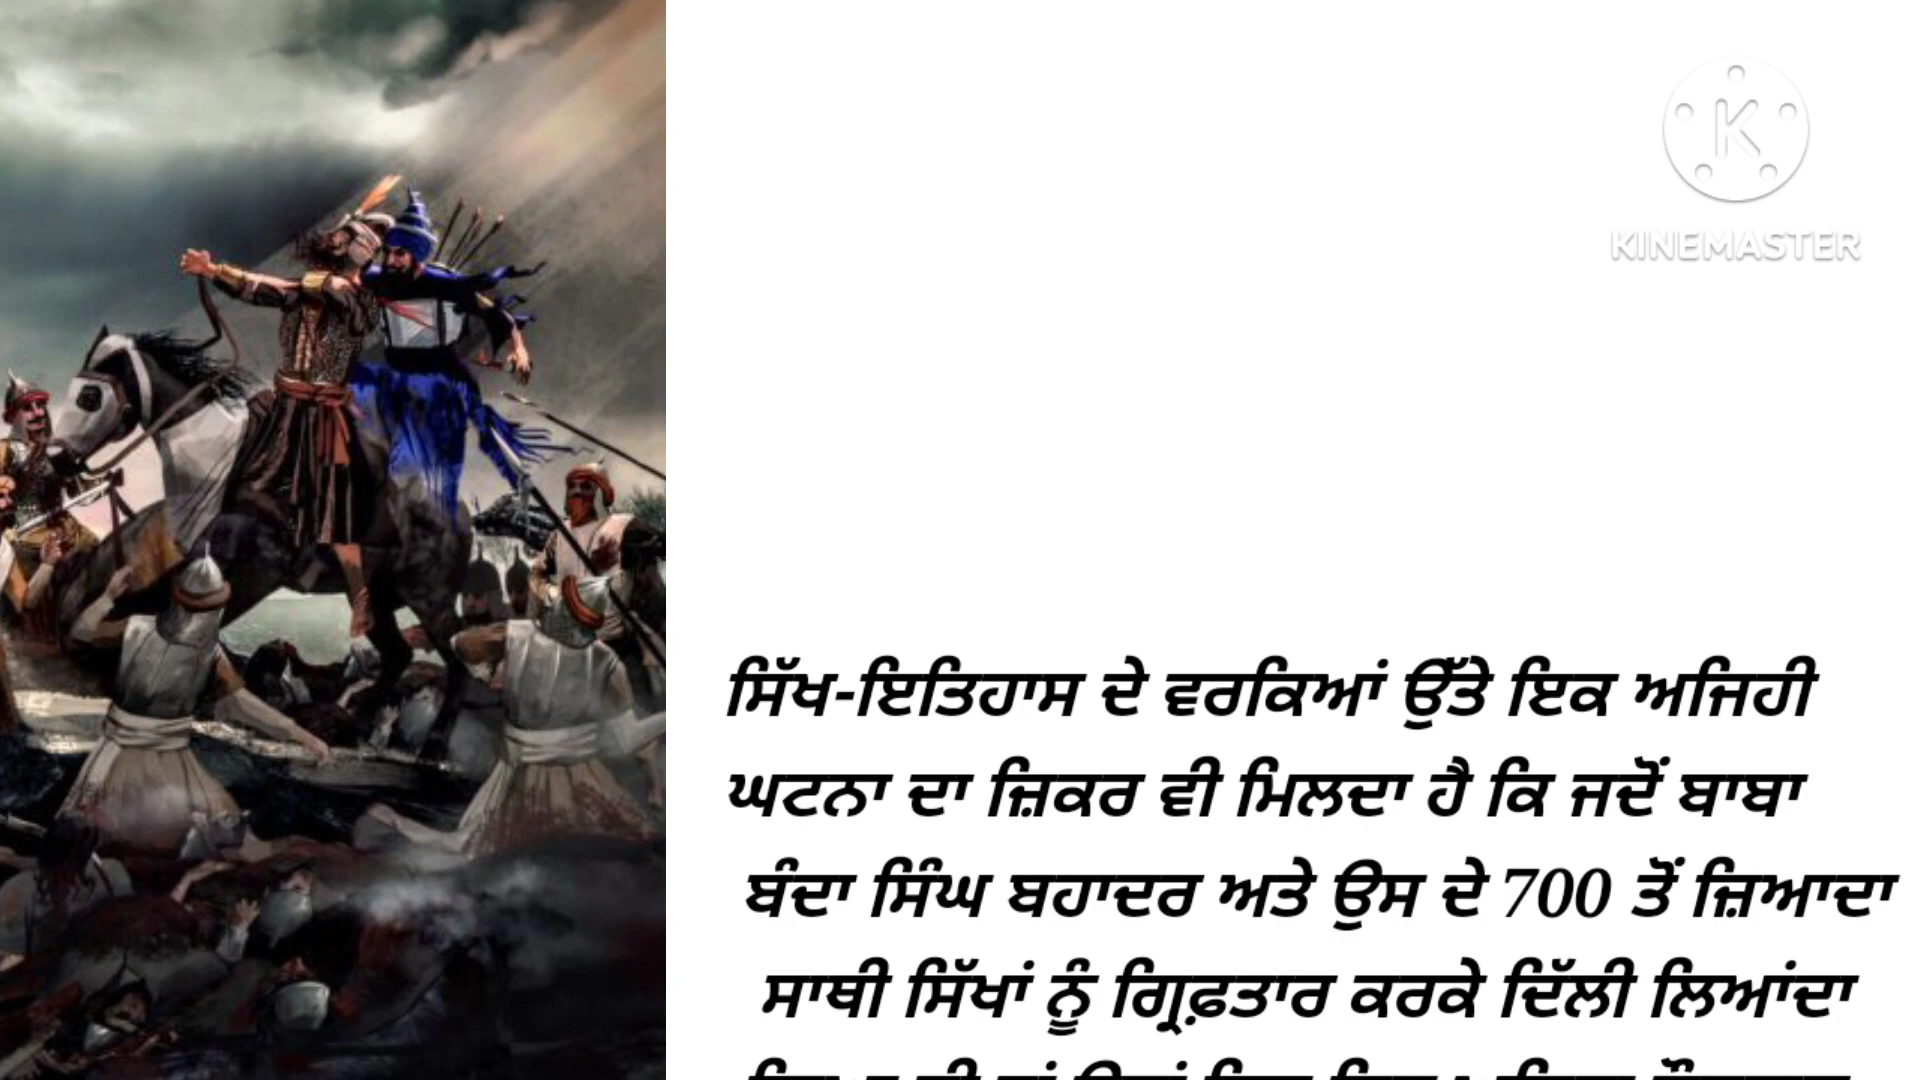 KINEMASTER
ਸਿੱਖ-ਇਤਿਹਾਸ ਦੇ ਵਰਕਿਆਂ ਉੱਤੇ ਇਕ ਅਜਿਹੀ
ਘਟਨਾ ਦਾ ਜ਼ਿਕਰ ਵੀ ਮਿਲਦਾ ਹੈ ਕਿ ਜਦੋਂ ਬਾਬਾ
ਬੰਦਾ ਸਿੰਘ ਬਹਾਦਰ ਅਤੇ ਉਸ ਦੇ 700 ਤੋਂ ਜ਼ਿਆਦਾ
ਸਾਥੀ ਸਿੱਖਾਂ ਨੂੰ ਗ੍ਰਿਫ਼ਤਾਰ ਕਰਕੇ ਦਿੱਲੀ ਲਿਆਂਦਾ